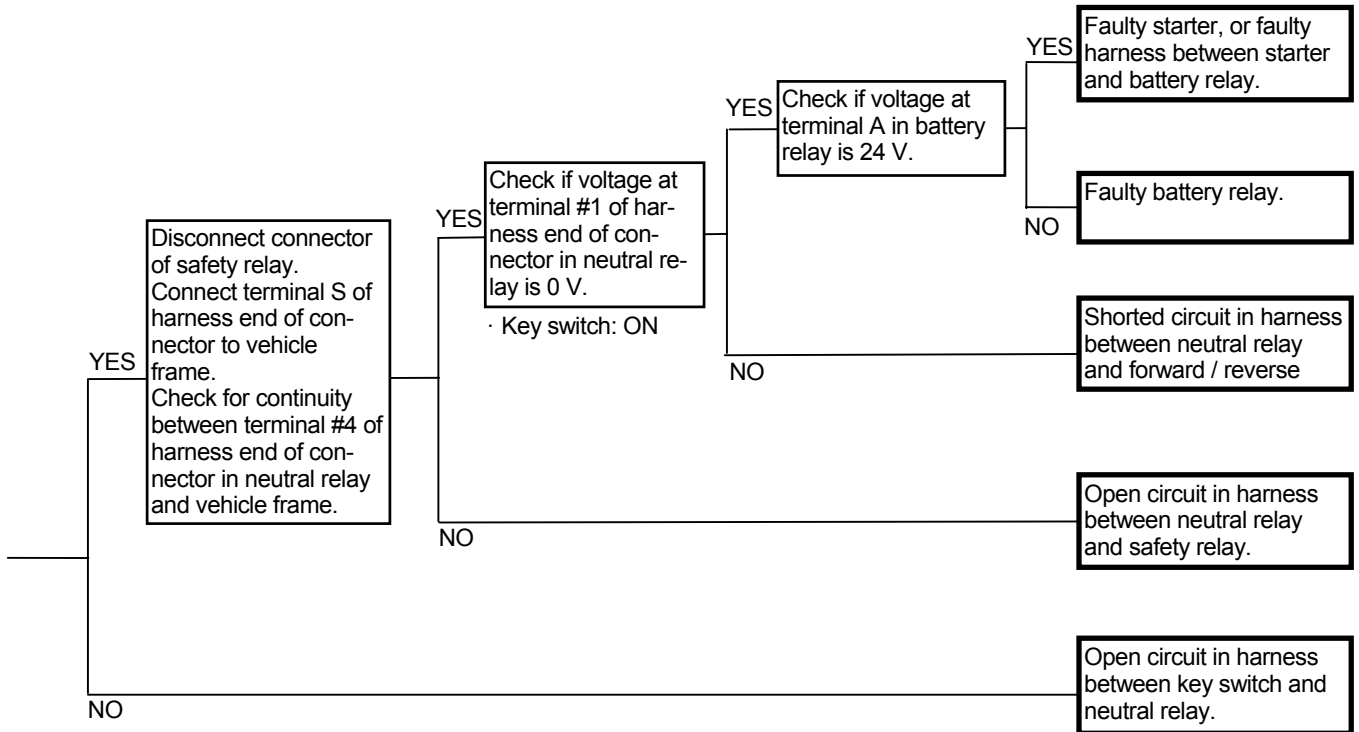 YES
Disconnect connector
of safety relay.
Connect terminal S of
harness end of con-
nector to vehicle
frame.
Check for continuity
between terminal #4 of
harness end of con-
nector in neutral relay
and vehicle frame.
YES
Check if voltage at
terminal #1 of har-
ness end of con-
nector in neutral re-
lay is 0 V.
· Key switch: ON
YES
Check if voltage at
terminal A in battery
relay is 24 V.
YES
Faulty starter, or faulty
harness between starter
and battery relay.
NO
Faulty battery relay.
NO
Shorted circuit in harness
between neutral relay
and forward / reverse
NO
Open circuit in harness
between neutral relay
and safety relay.
NO
Open circuit in harness
between key switch and
neutral relay.